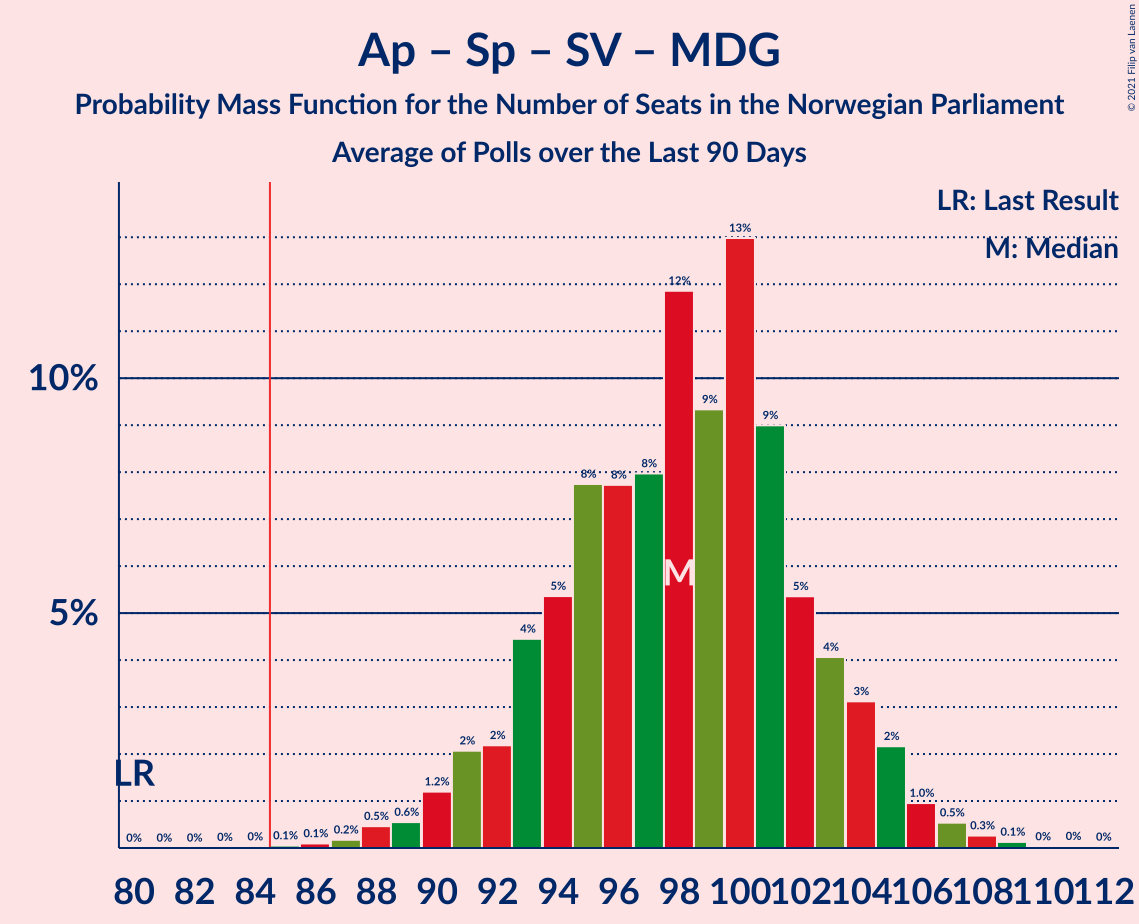 Ap – Sp – SV – MDG
Probability Mass Function for the Number of Seats in the Norwegian Parliament
Average of Polls over the Last 90 Days
© 2021 Filip van Laenen
LR: Last Result
M: Median
13%
12%
10%
9%
9%
8%
8%
8%
M
5%
5%
5%
4%
4%
3%
2%
2%
2%
LR
1.2%
1.0%
0% 0% 0% 0% 0% 0.1% 0.1% 0.2% 0.5% 0.6% 0.5% 0.3% 0.1% 0% 0% 0%
80 82 84 86 88 90 92 94 96 98 100 102 104 106 108 110 112